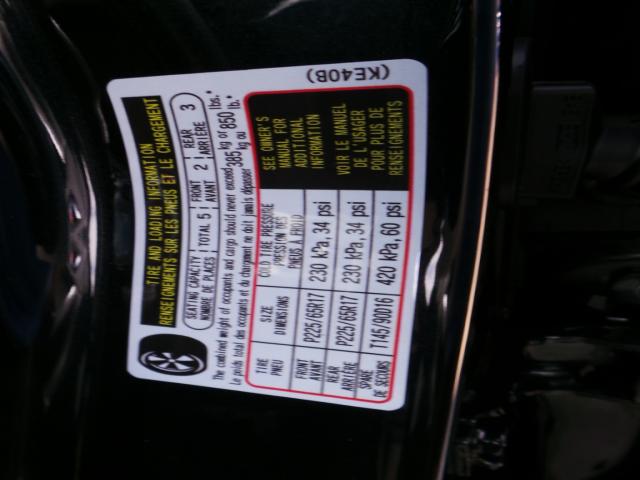 TIRE AND LOADING INFORMATION
RENSEIGNEMENTS SUR LES PNEUS ET LE CHARGEMENT
SEATING CAPACITY
NOMBRE DE PLACES
TOTAL 5
FRONT
AVANT
2
REAR
ARRIÈRE
3
The combined weight of occupants and cargo should never exceed 385 kg or 850 lbs.*
Le poids total des occupants et du chargement ne doit jamais dépasser 385 kg ou 850 lb.*
TIRE
PNEU
SIZE
DIMENSIONS
COLD TIRE PRESSURE
PRESSION DES
PNEUS À FROID
FRONT
AVANT
P225/65R17
230 kPa, 34 psi
REAR
ARRIÈRE
P225/65R17
230 kPa, 34 psi
SPARE
DE SECOURS
T145/90D16
420 kPa, 60 psi
SEE OWNER'S
MANUAL FOR
ADDITIONAL
INFORMATION
VOIR LE MANUEL
DE L'USAGER
POUR PLUS DE
RENSEIGNEMENTS
(KE40B)